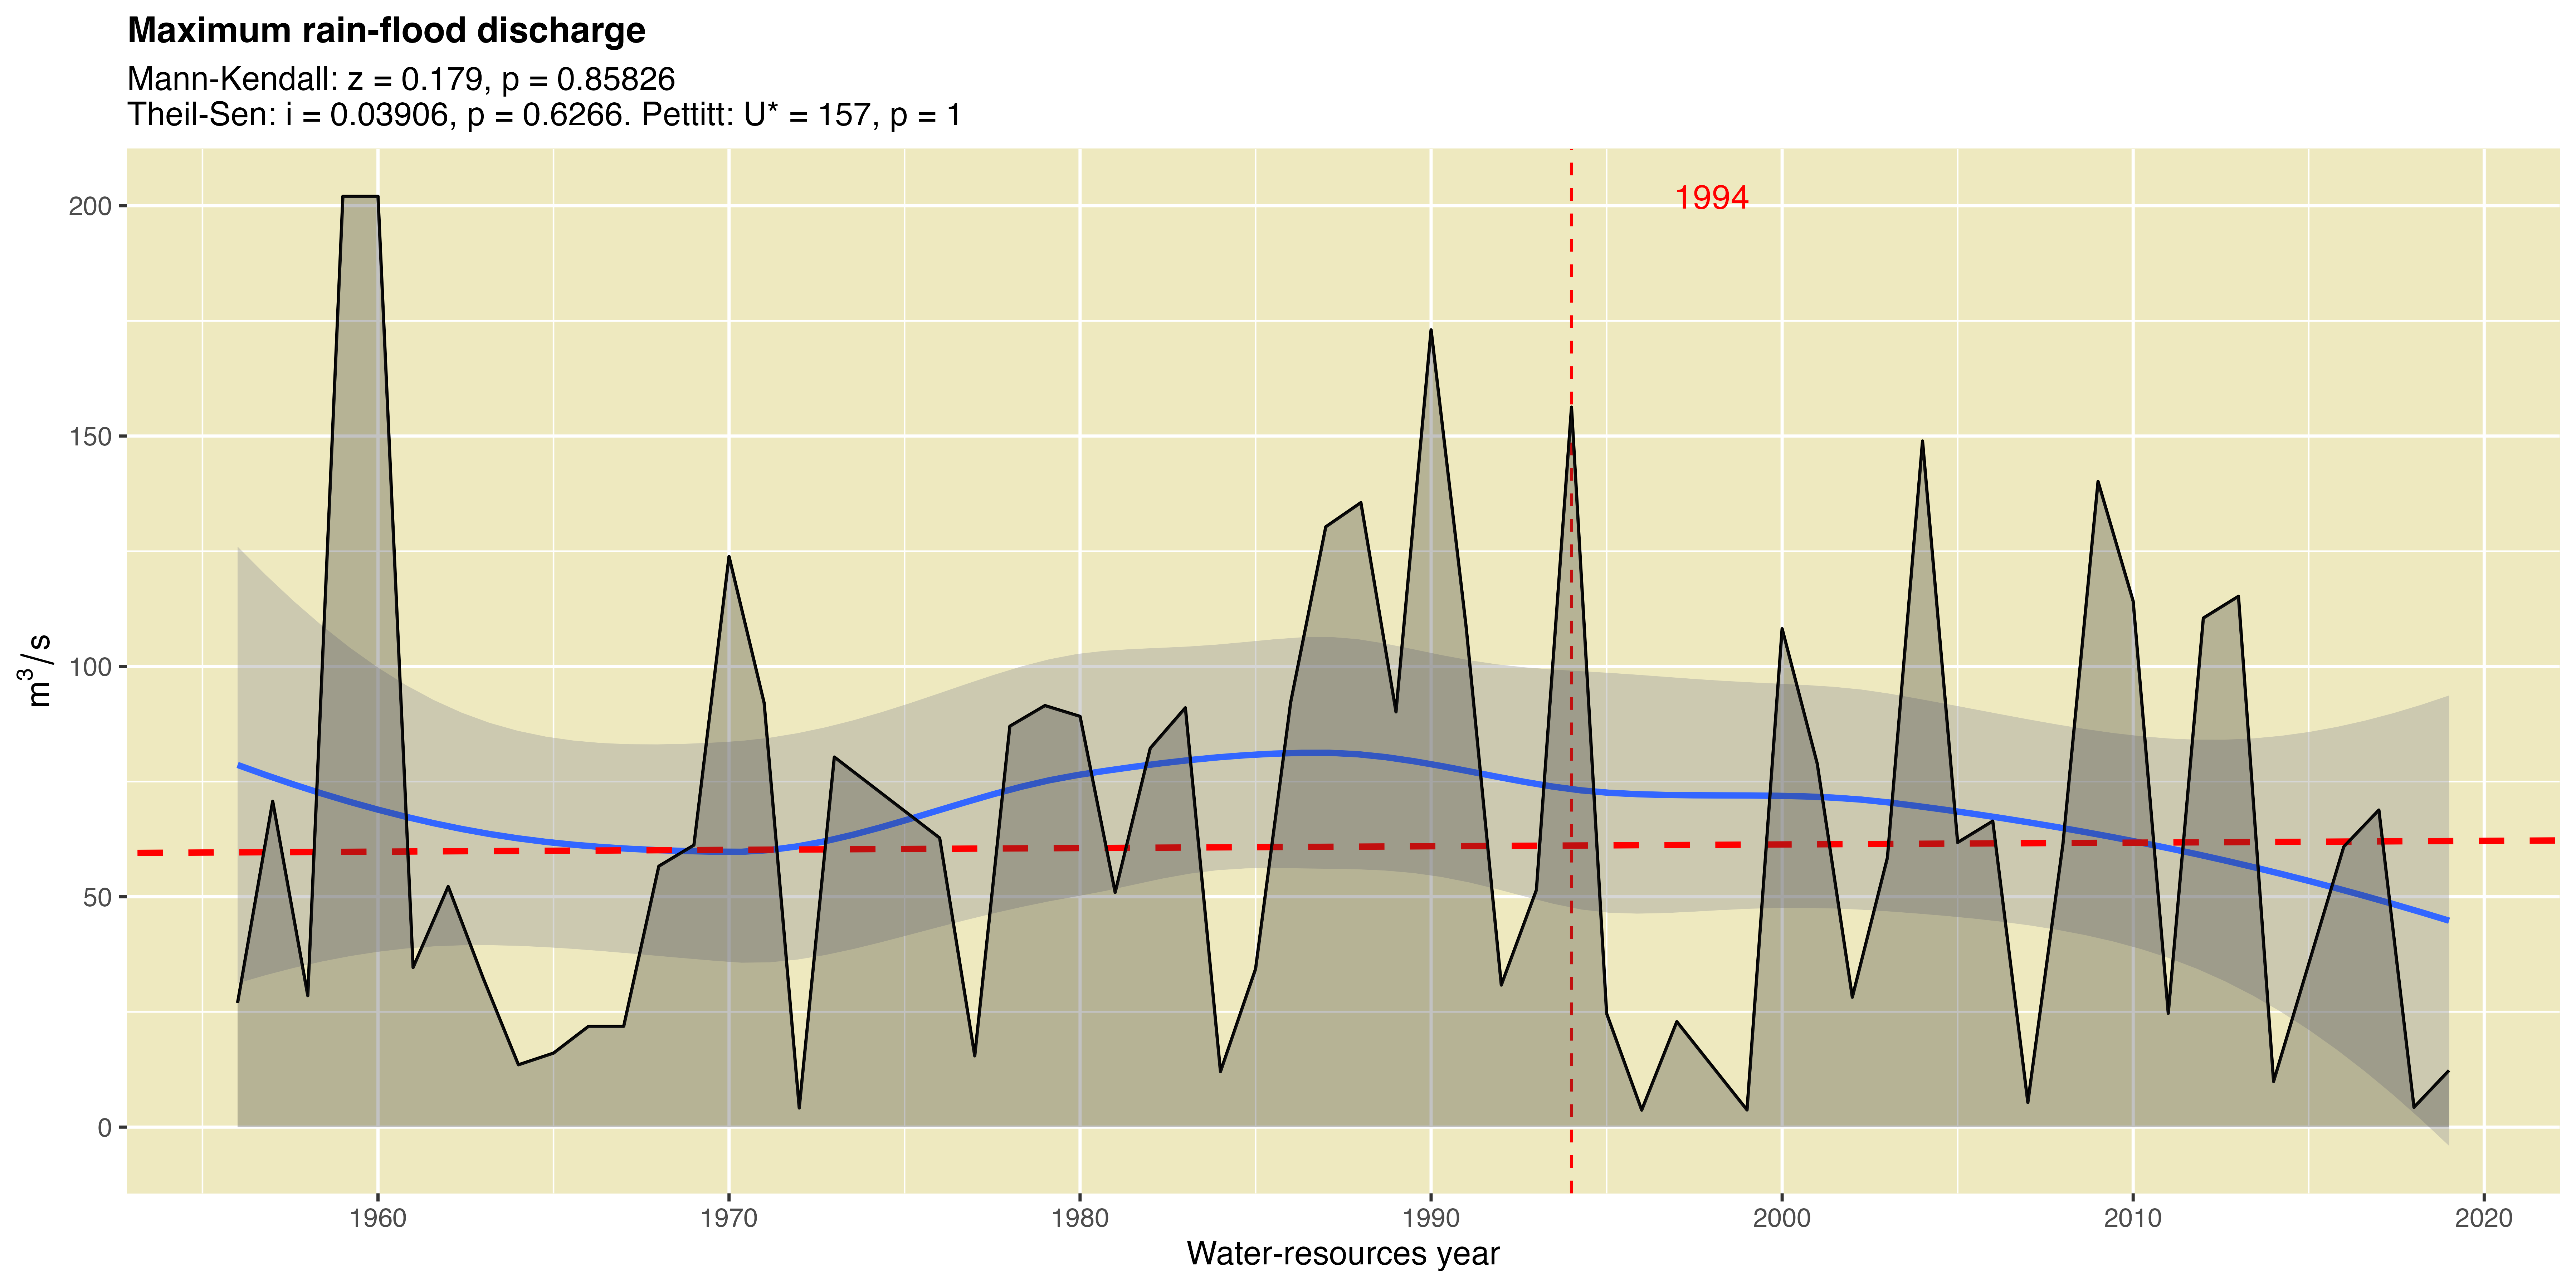 Maximum rain-flood discharge
Mann-Kendall: z = 0.179, p = 0.85826
Theil-Sen: i = 0.03906, p = 0.6266. Pettitt: U* = 157, p = 1
1994
200
150
100
50
0
m³/s
1960 1970 1980 1990 2000 2010 2020
Water-resources year